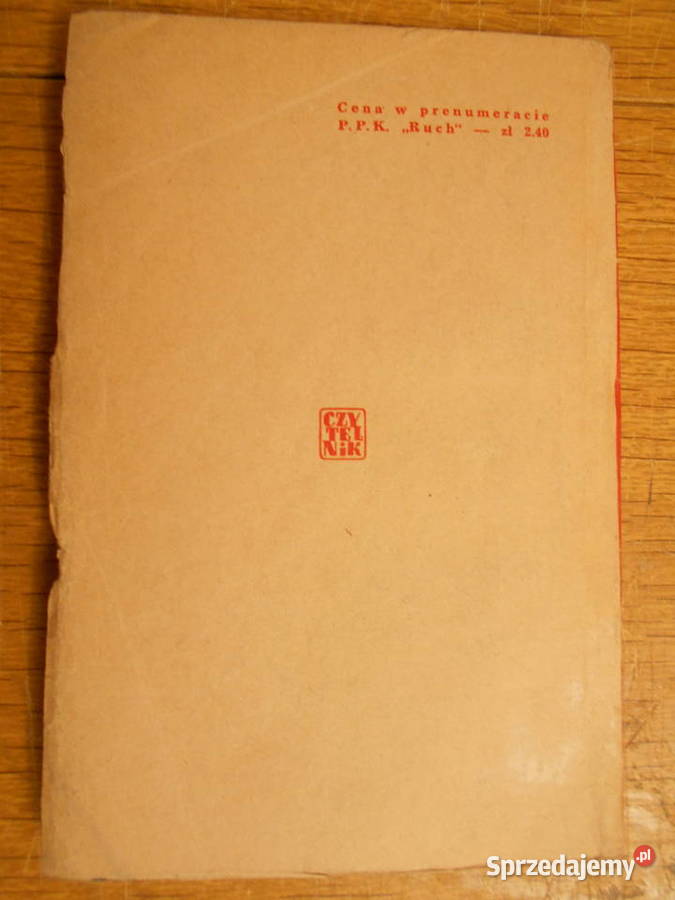 Cena w prenumeracie
P.P.K. „Ruch" — zł 2.40
CZY
TEL
NiK
Sprzedajemy.pl